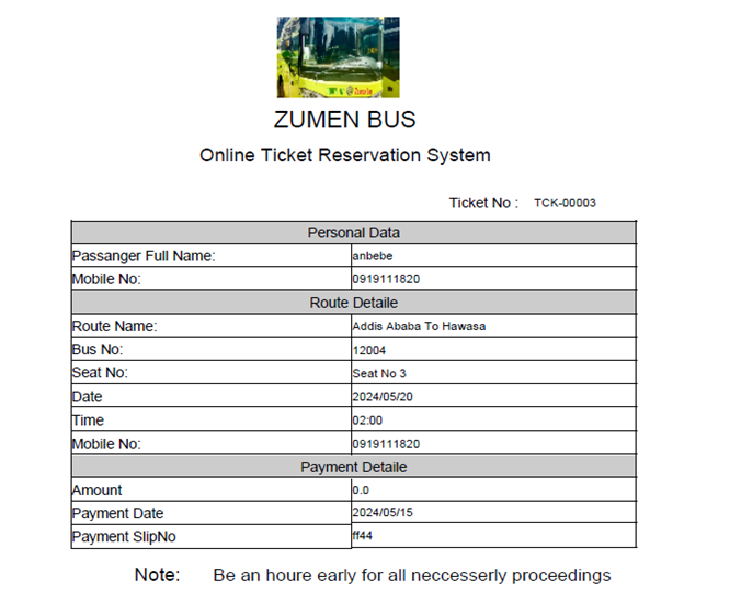 ZUMEN BUS
Online Ticket Reservation System
Ticket No : TCK-00003
Personal Data
Passanger Full Name: anbebe
Mobile No: 0919111820
Route Detaile
Route Name: Addis Ababa To Hawasa
Bus No: 12004
Seat No: Seat No 3
Date 2024/05/20
Time 02:00
Mobile No: 0919111820
Payment Detaile
Amount 0.0
Payment Date 2024/05/15
Payment SlipNo ff44
Note: Be an houre early for all neccesserly proceedings